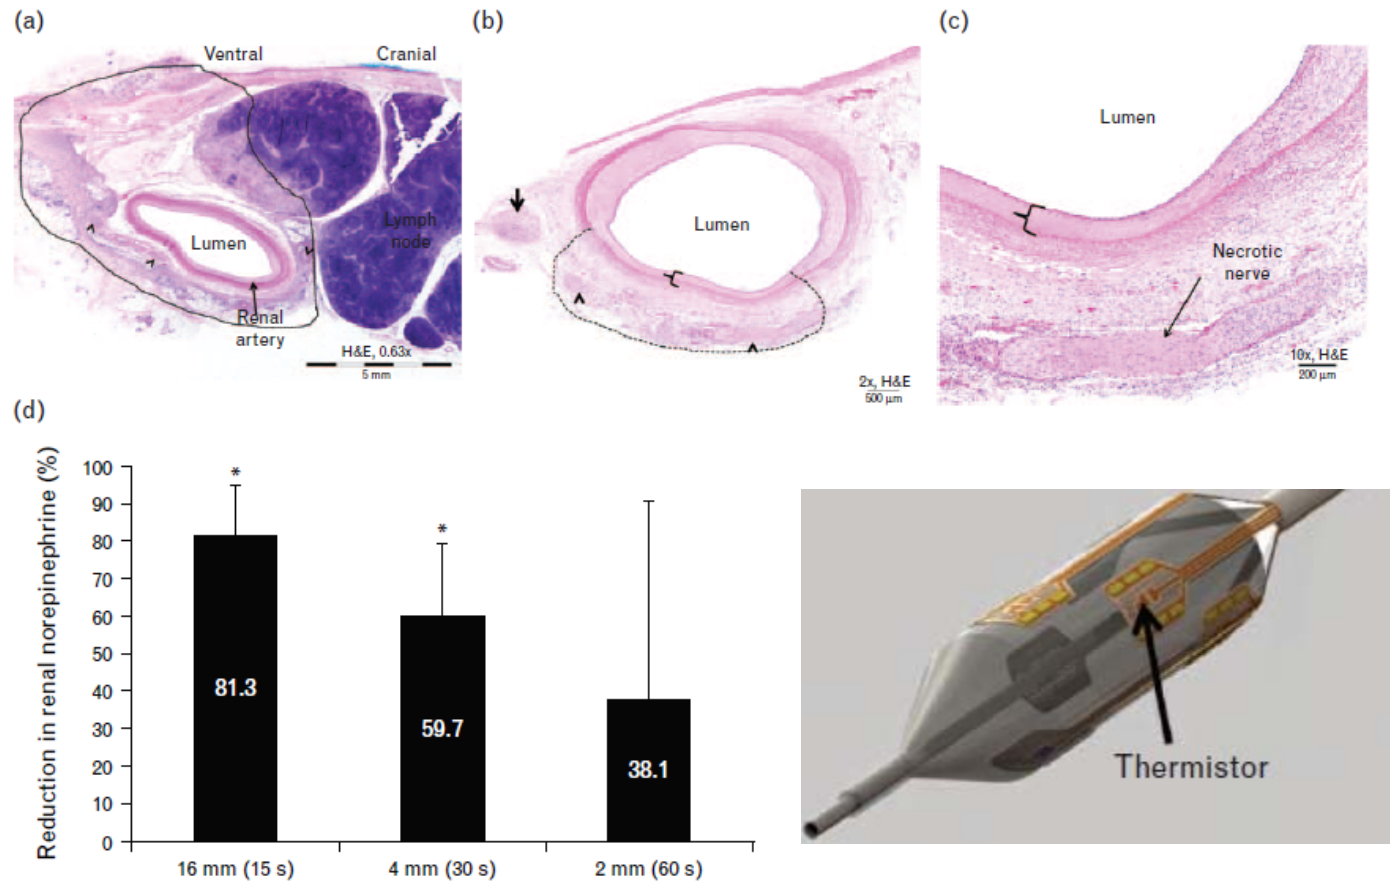 (a)
Ventral
Cranial
Lumen
Lymph
node
Renal
artery
H&E, 0.63x
5 mm
(b)
Lumen
2x, H&E
500 µm
(c)
Lumen
Necrotic
nerve
10x, H&E
200 µm
(d)
Reduction in renal norepinephrine (%)
100
90
80
70
60
50
40
30
20
10
0
*
*
81.3
59.7
38.1
16 mm (15 s)
4 mm (30 s)
2 mm (60 s)
Thermistor